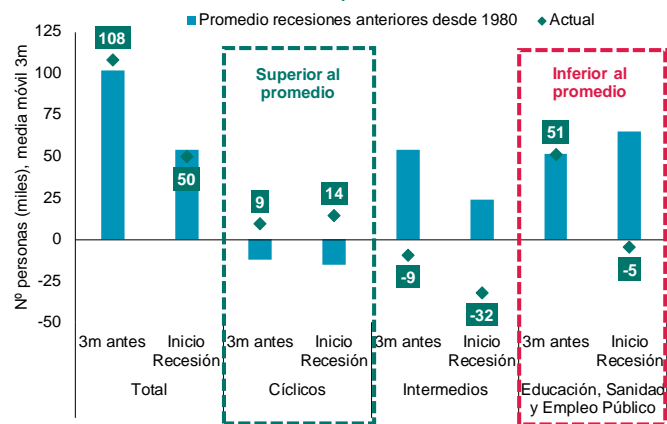 Promedio recesiones anteriores desde 1980 Actual
Nº personas (miles), media móvil 3m
125
100
75
50
25
0
-25
-50
Superior al
promedio
Inferior al
promedio
108
50
9
14
-9
-32
51
-5
3m antes Inicio Recesión 3m antes Inicio Recesión 3m antes Inicio Recesión 3m antes Inicio Recesión
Total Cíclicos Intermedios Educación, Sanidad
y Empleo Público